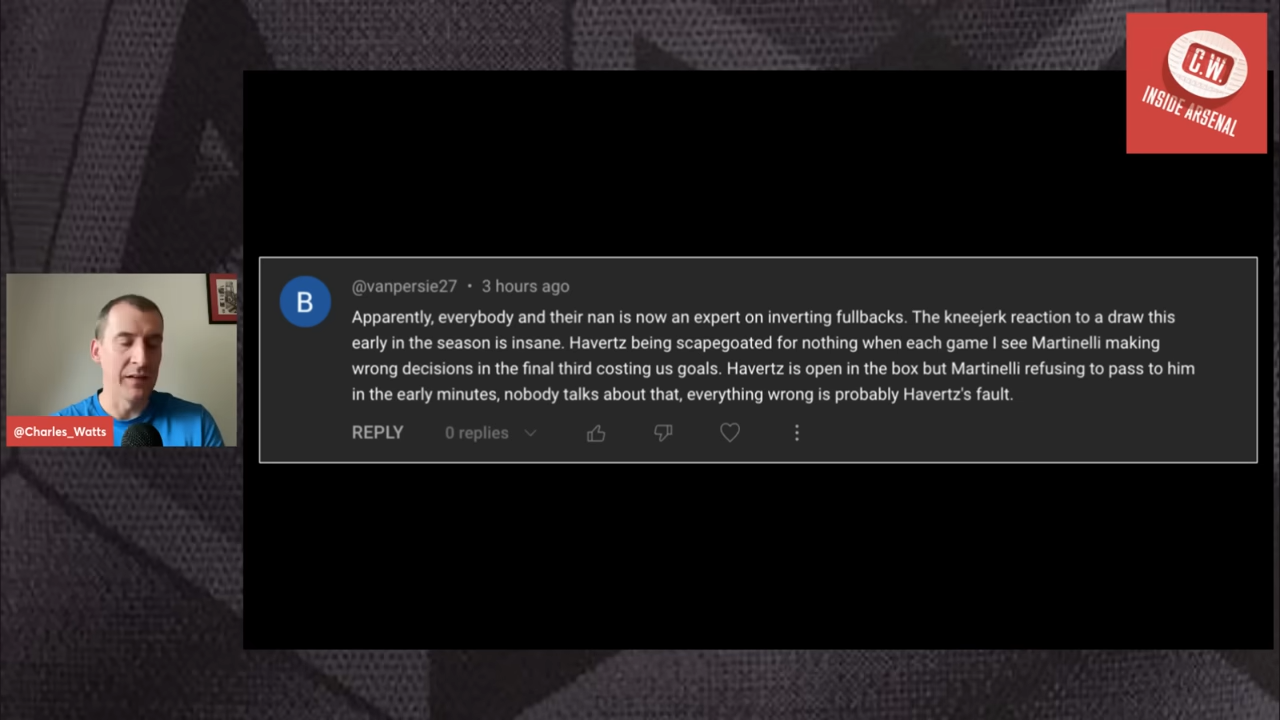 C.W.
INSIDE ARSENAL
B
@vanpersie27 • 3 hours ago
Apparently, everybody and their nan is now an expert on inverting fullbacks. The kneejerk reaction to a draw this
early in the season is insane. Havertz being scapegoated for nothing when each game I see Martinelli making
wrong decisions in the final third costing us goals. Havertz is open in the box but Martinelli refusing to pass to him
in the early minutes, nobody talks about that, everything wrong is probably Havertz's fault.
REPLY 0 replies
@Charles_Watts